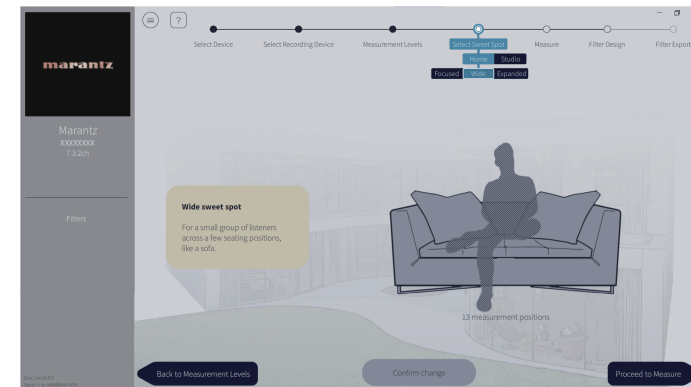 ?
Select Device
Select Recording Device
Measurement Levels
Select Sweet Spot
Measure
Filter Design
Filter Export
Home
Studio
Focused
Wide
Expanded
marantz
Marantz
XXXXXXXX
7.3.2ch
Filters
Wide sweet spot
For a small group of listeners
across a few seating positions,
like a sofa.
13 measurement positions
Back to Measurement Levels
Confirm change
Proceed to Measure